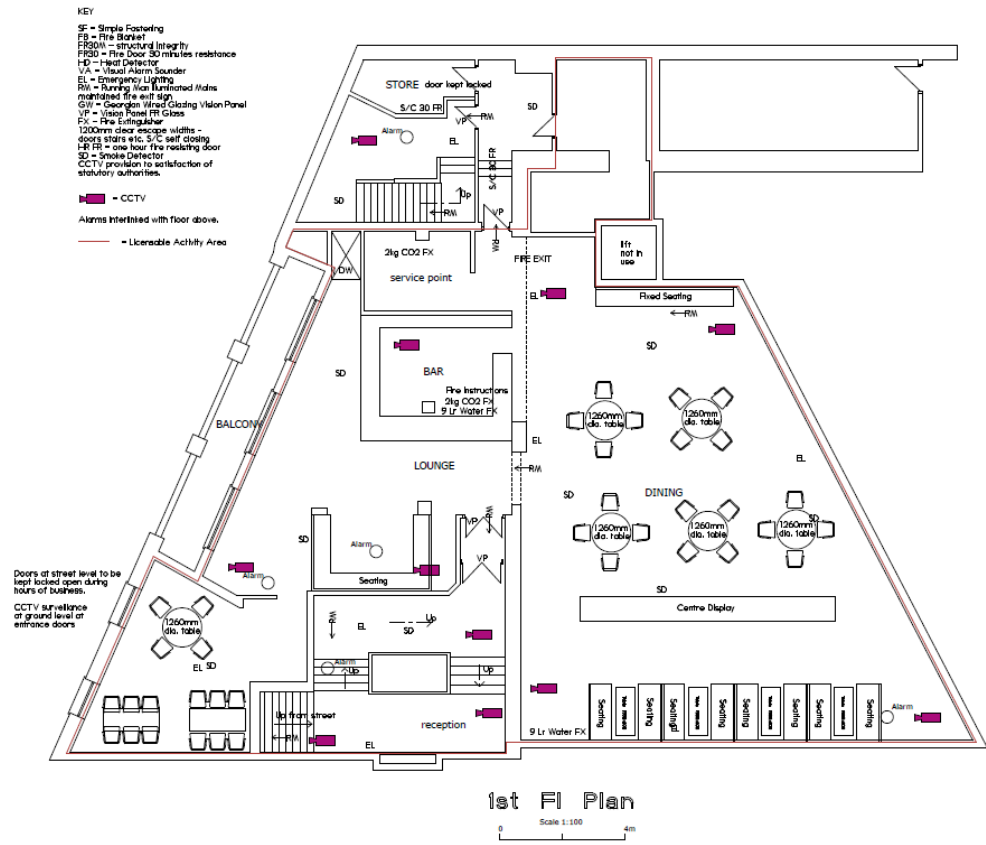 KEY
SF = Simple Fastening
FB = Fire Blanket
FR30M - structural integrity
FR30 = Fire Door 30 minutes resistance
HD - Heat Detector
VA = Visual Alarm Sounder
EL = Emergency Lighting
RM = Running Man Illuminated Mains
maintained fire exit sign
GW = Georgian Wired Glazing Vision Panel
VP = Vision Panel FR Glass
FX - Fire Extinguisher
1200mm clear escape widths -
doors stairs etc. S/C self closing
HR FR = one hour fire resisting door
SD = Smoke Detector
CCTV provision to satisfaction of
statutory authorities.
= CCTV
Alarms interlinked with floor above.
= Licensable Activity Area
STORE door kept locked
S/C 30 FR
VP
RM
SD
Alarm
EL
EL
S/C 30 FR
SD
Up
RM
VP
RM
2kg CO2 FX
FIRE EXIT
DW
service point
lift
not in
use
EL
Fixed Seating
RM
SD
SD
BAR
Fire Instructions
2kg CO2 FX
9 Lr Water FX
BALCONY
1260mm
dia. table
1260mm
dia. table
EL
EL
LOUNGE
RM
SD
DINING
VP
RM
SD
1260mm
dia. table
1260mm
dia. table
1260mm
dia. table
SD
Alarm
VP
Doors at street level to be
kept locked open during
hours of business.
CCTV surveillance
at ground level at
entrance doors
Alarm
Seating
SD
Centre Display
1260mm
dia. table
RM
EL
SD
Up
EL
SD
Alarm
Up
Up
Up from street
RM
reception
EL
9 Lr Water FX
Seating
Seating
Seating
Seating
Seating
Seating
Seating
Alarm
1st Fl Plan
Scale 1:100
0
4m